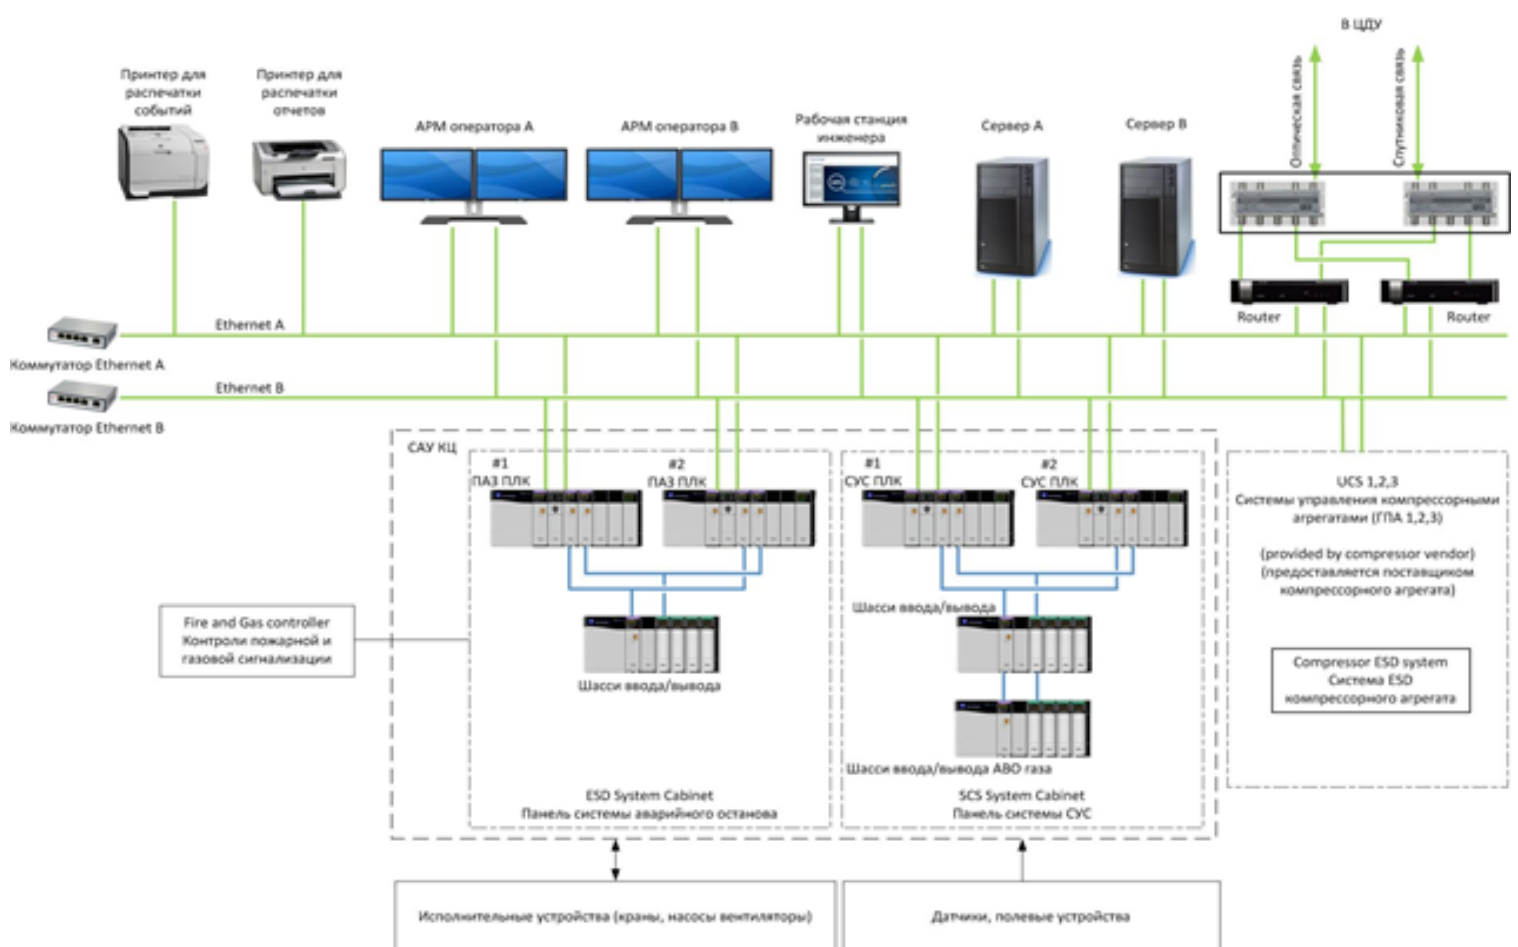 В ЦДУ
Оптическая связь
Спутниковая связь
Принтер для
распечатки
событий
Принтер для
распечатки
отчетов
АРМ оператора А
АРМ оператора В
Рабочая станция
инженера
Сервер А
Сервер В
Router
Router
Ethernet A
Коммутатор Ethernet A
Ethernet B
Коммутатор Ethernet B
САУ КЦ
#1
ПАЗ ПЛК
#2
ПАЗ ПЛК
#1
СУС ПЛК
#2
СУС ПЛК
Шасси ввода/вывода
Шасси ввода/вывода
Шасси ввода/вывода АВО газа
ESD System Cabinet
Панель системы аварийного останова
SCS System Cabinet
Панель системы СУС
Fire and Gas controller
Контроли пожарной и
газовой сигнализации
UCS 1,2,3
Системы управления компрессорными
агрегатами (ГПА 1,2,3)
(provided by compressor vendor)
(предоставляется поставщиком
компрессорного агрегата)
Compressor ESD system
Система ESD
компрессорного агрегата
Исполнительные устройства (краны, насосы вентиляторы)
Датчики, полевые устройства